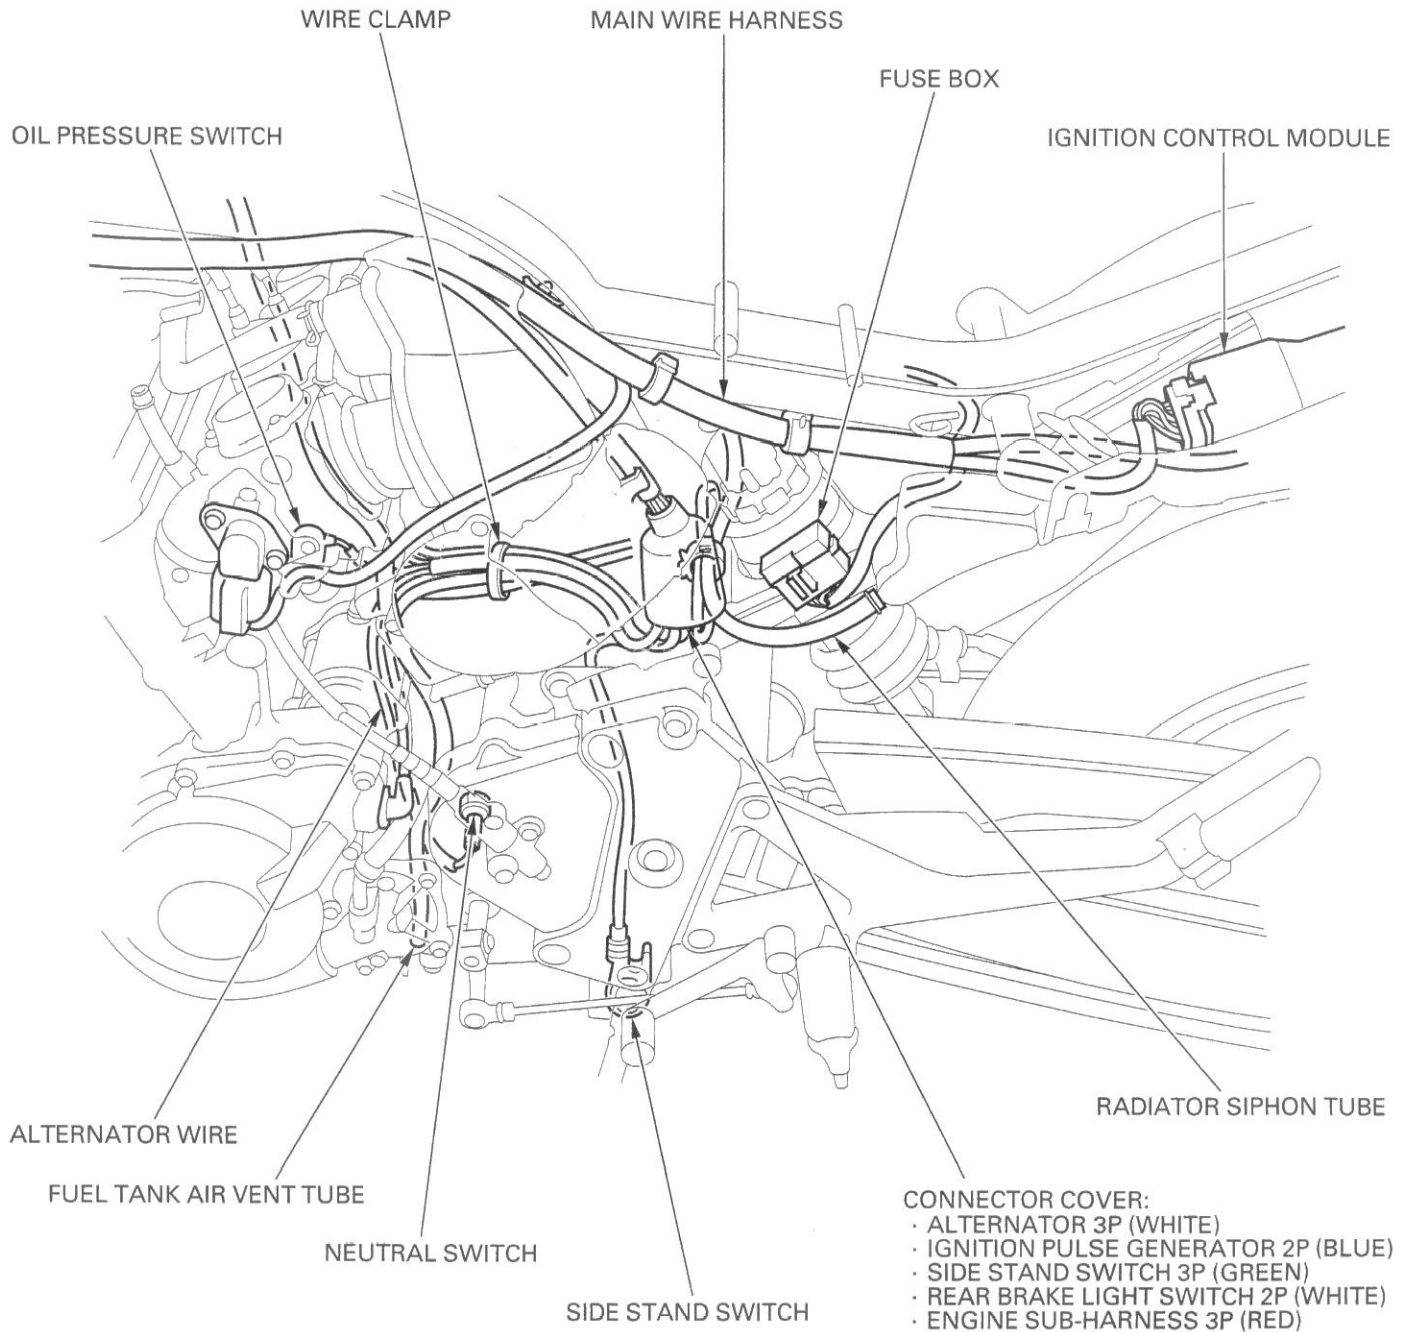 WIRE CLAMP
MAIN WIRE HARNESS
FUSE BOX
OIL PRESSURE SWITCH
IGNITION CONTROL MODULE
RADIATOR SIPHON TUBE
ALTERNATOR WIRE
FUEL TANK AIR VENT TUBE
NEUTRAL SWITCH
SIDE STAND SWITCH
CONNECTOR COVER:
· ALTERNATOR 3P (WHITE)
· IGNITION PULSE GENERATOR 2P (BLUE)
· SIDE STAND SWITCH 3P (GREEN)
· REAR BRAKE LIGHT SWITCH 2P (WHITE)
· ENGINE SUB-HARNESS 3P (RED)